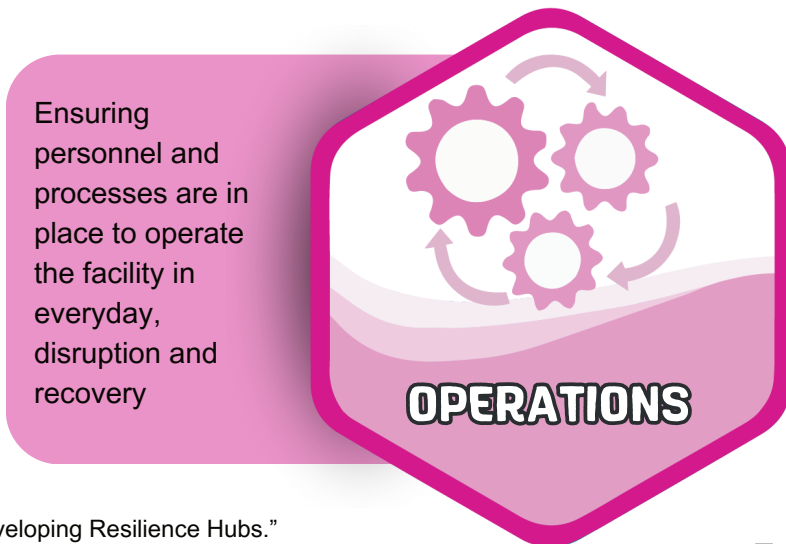 Ensuring
personnel and
processes are in
place to operate
the facility in
everyday,
disruption and
recovery
OPERATIONS
veloping Resilience Hubs.”